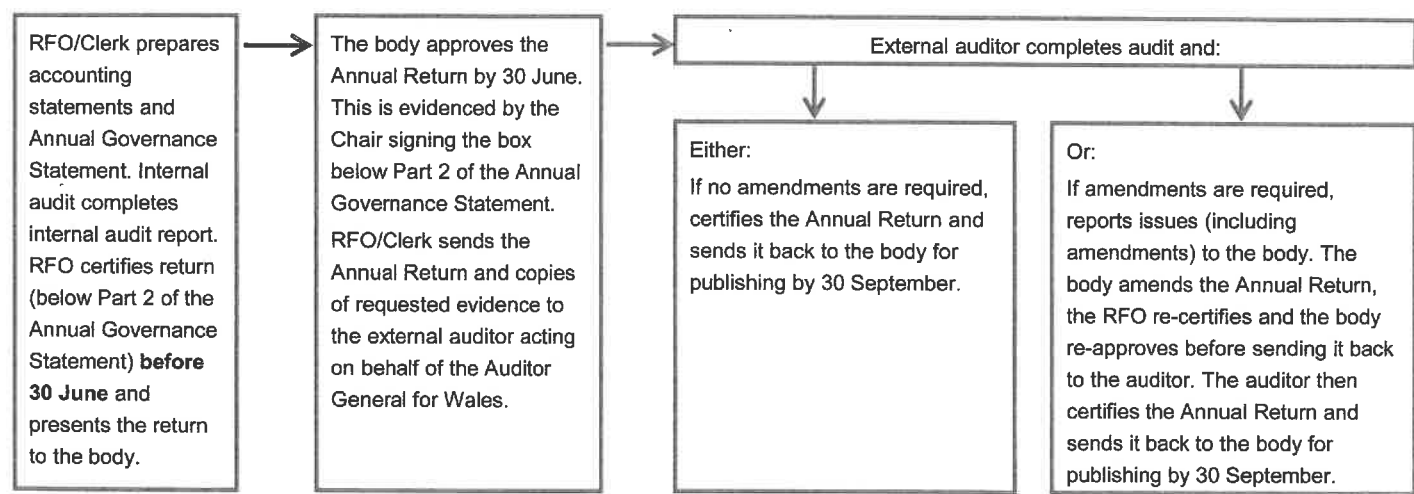 RFO/Clerk prepares
accounting
statements and
Annual Governance
Statement. Internal
audit completes
internal audit report.
RFO certifies return
(below Part 2 of the
Annual Governance
Statement) before
30 June and
presents the return
to the body.
The body approves the
Annual Return by 30 June.
This is evidenced by the
Chair signing the box
below Part 2 of the Annual
Governance Statement.
RFO/Clerk sends the
Annual Return and copies
of requested evidence to
the external auditor acting
on behalf of the Auditor
General for Wales.
External auditor completes audit and:
Either:
If no amendments are required,
certifies the Annual Return and
sends it back to the body for
publishing by 30 September.
Or:
If amendments are required,
reports issues (including
amendments) to the body. The
body amends the Annual Return,
the RFO re-certifies and the body
re-approves before sending it back
to the auditor. The auditor then
certifies the Annual Return and
sends it back to the body for
publishing by 30 September.